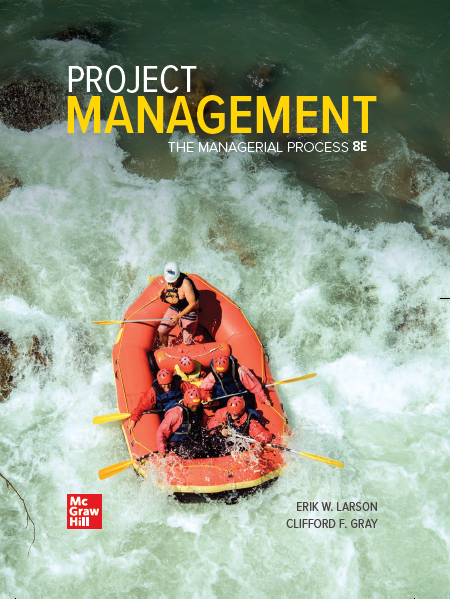 PROJECT
MANAGEMENT
THE MANAGERIAL PROCESS 8E
Mc
Graw
Hill
ERIK W. LARSON
CLIFFORD F. GRAY